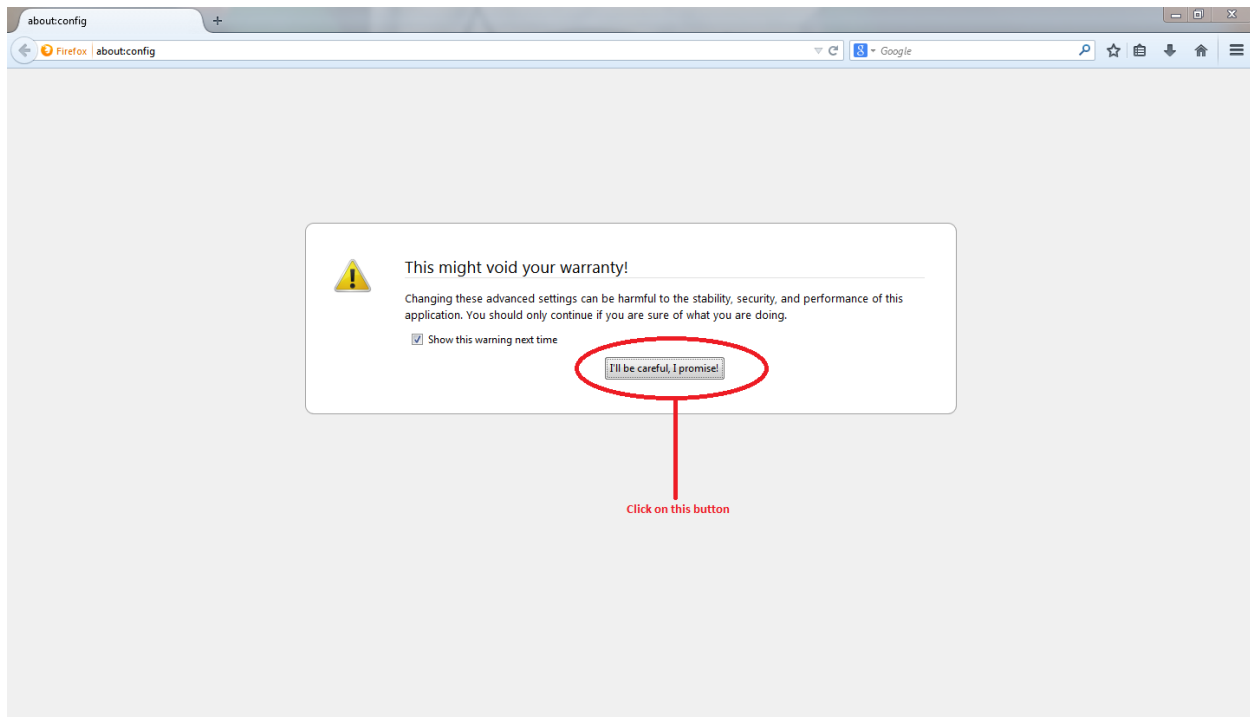 about:config
Firefox about:config
Google
This might void your warranty!
Changing these advanced settings can be harmful to the stability, security, and performance of this
application. You should only continue if you are sure of what you are doing.
Show this warning next time
I'll be careful, I promise!
Click on this button